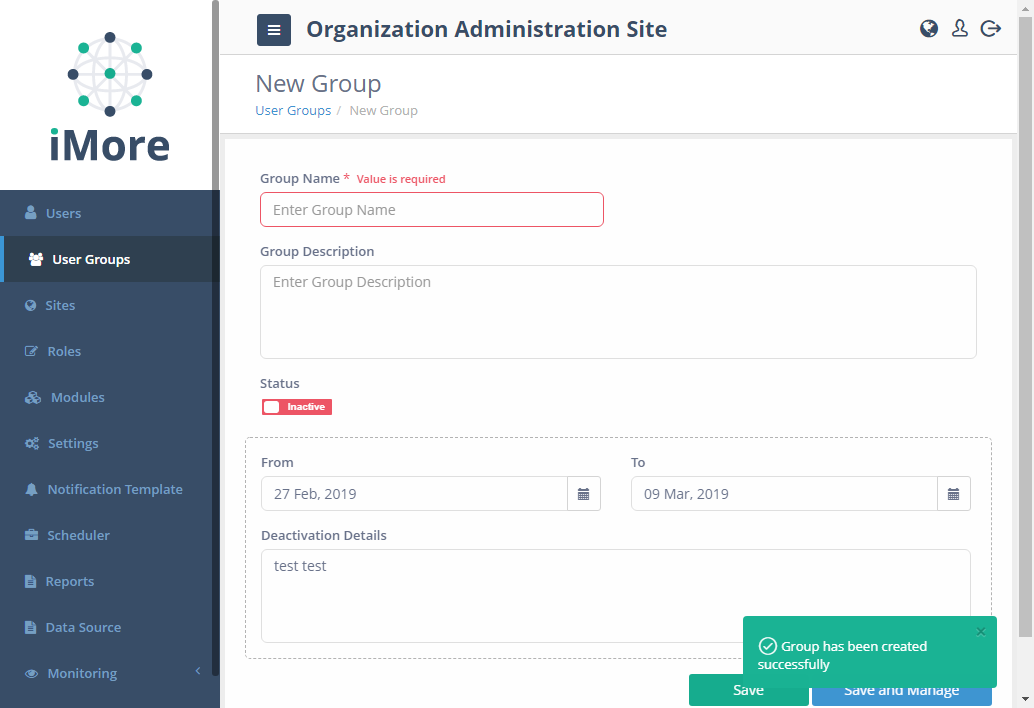 iMore
Users
User Groups
Sites
Roles
Modules
Settings
Notification Template
Scheduler
Reports
Data Source
Monitoring
Organization Administration Site
New Group
User Groups / New Group
Group Name * Value is required
Enter Group Name
Group Description
Enter Group Description
Status
Inactive
From To
27 Feb, 2019 09 Mar, 2019
Deactivation Details
test test
Group has been created
successfully
Save Save and Manage